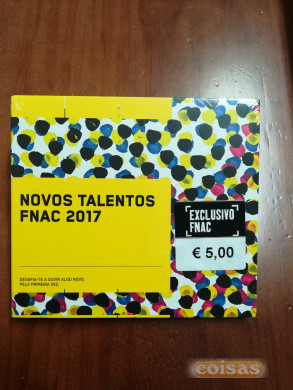 NOVOS TALENTOS
FNAC 2017
EXCLUSIVO
FNAC
€ 5,00
DESAFIA-TE A OUVIR ALGO NOVO.
PELA PRIMEIRA VEZ.
coisas